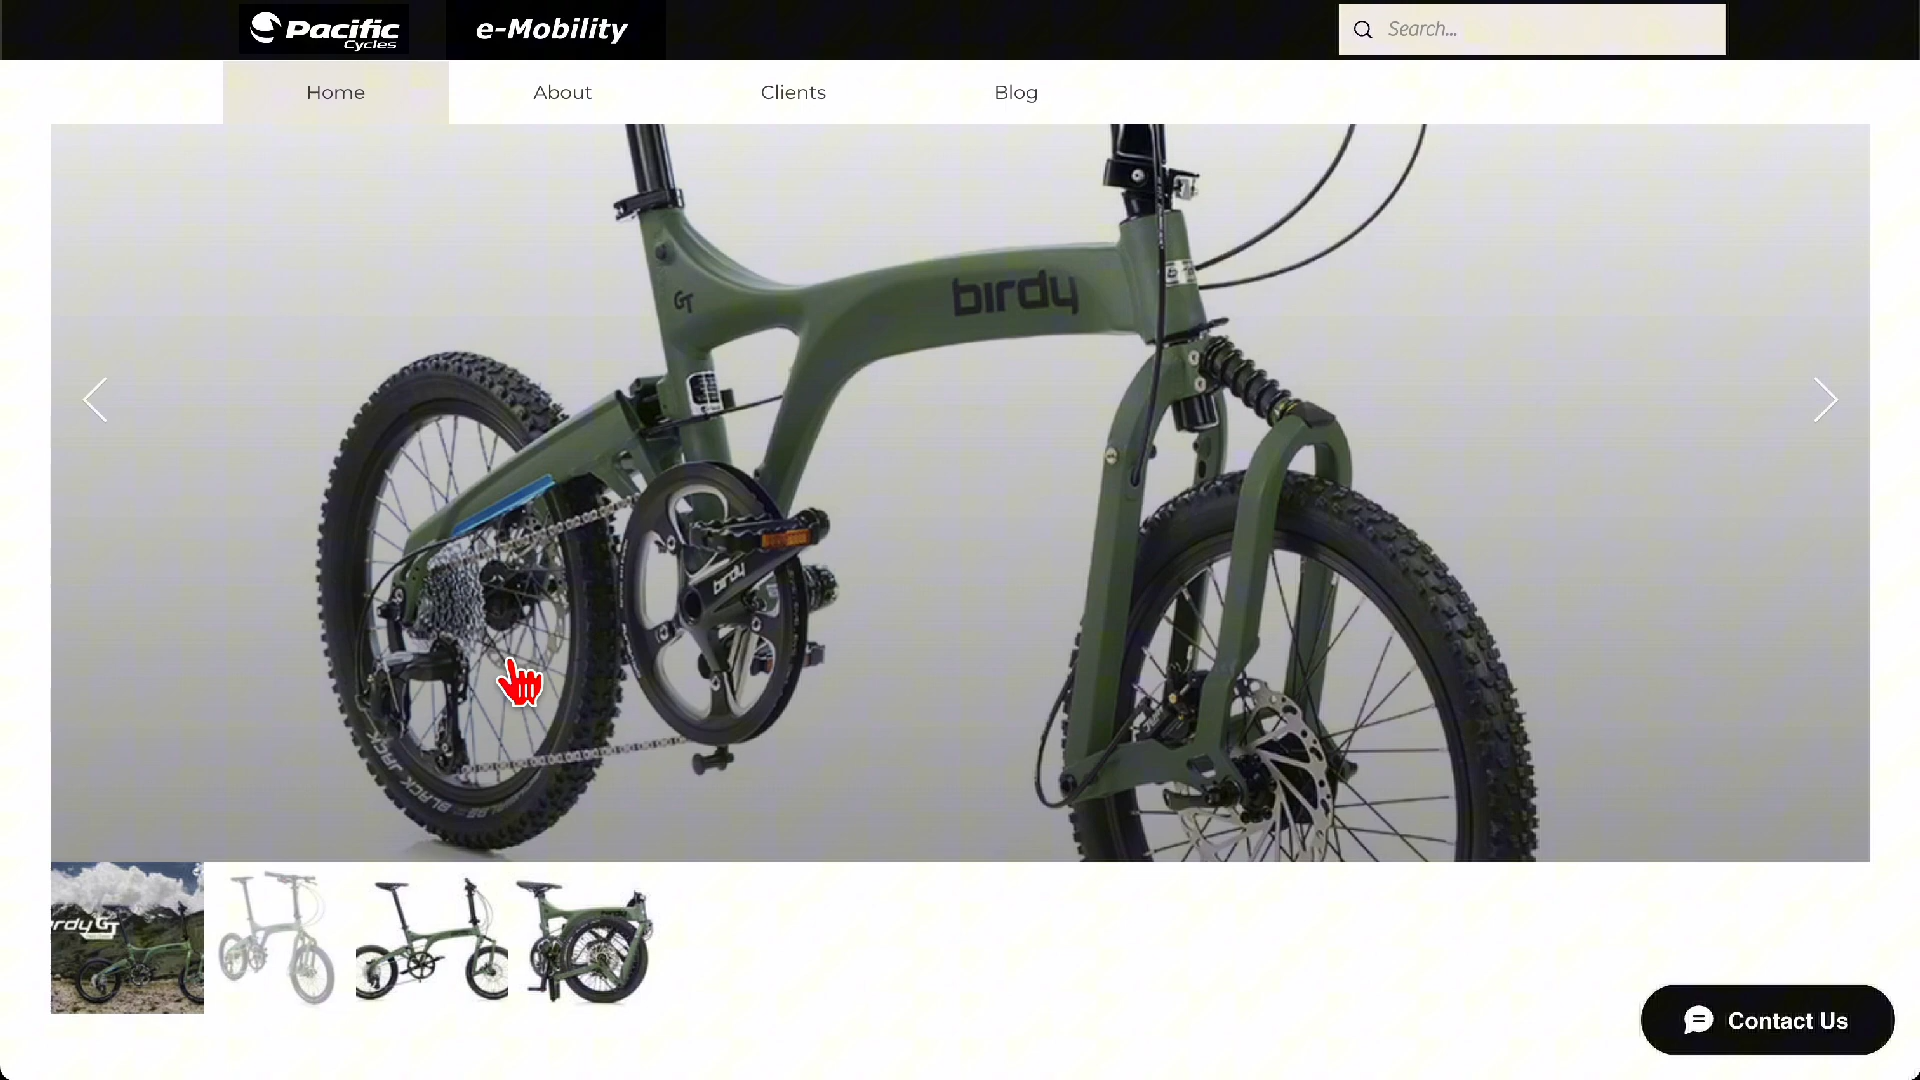 Pacific
Cycles
e-Mobility
Search...
Home
About
Clients
Blog
birdy
GT
birdy
BLACK JACK
rdy GT
Contact Us